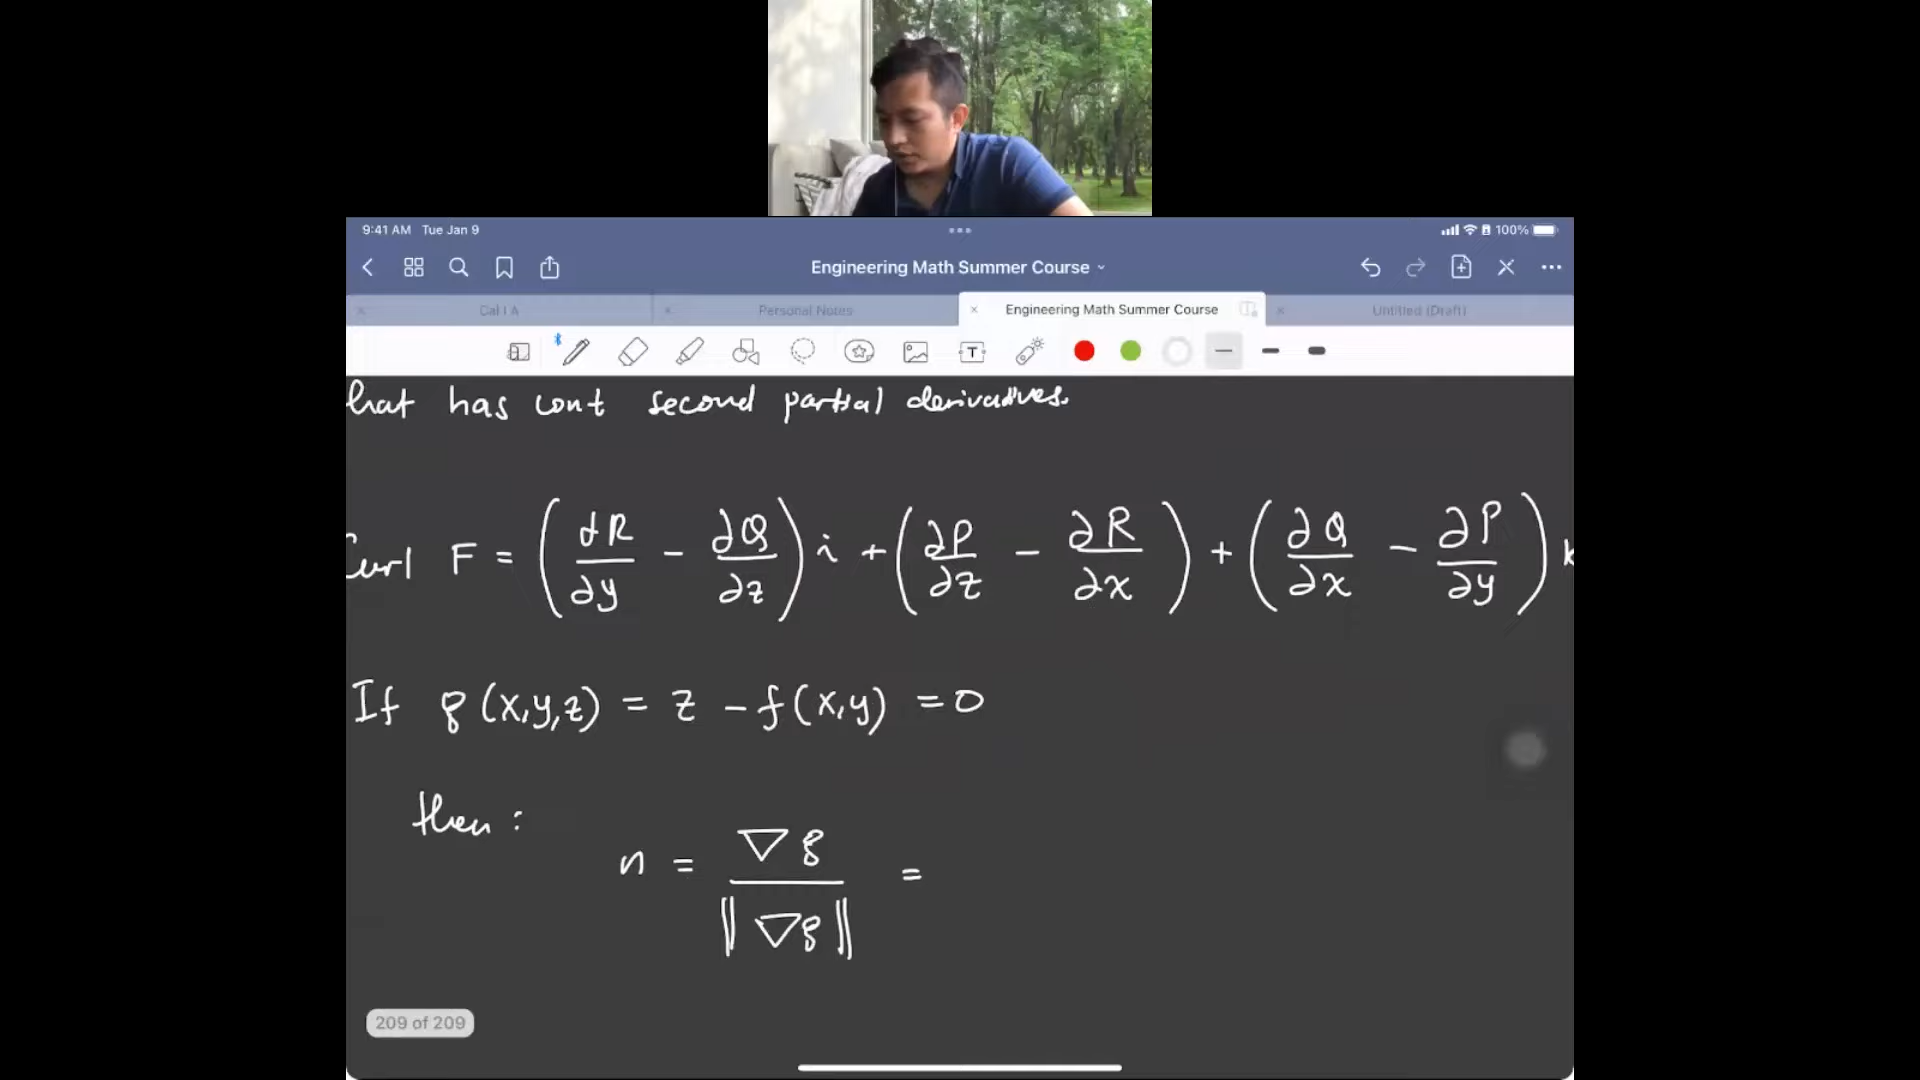 9:41 AM Tue Jan 9
100%
Engineering Math Summer Course
Cal I A
Personal Notes
Engineering Math Summer Course
Untitled (Draft)
T
hat has cont second partial derivatives.
Curl F = (∂R/∂y - ∂Q/∂z) i + (∂P/∂z - ∂R/∂x) + (∂Q/∂x - ∂P/∂y) k
If g(x,y,z) = z - f(x,y) = 0
then :
n = ∇g / ‖∇g‖ =
209 of 209